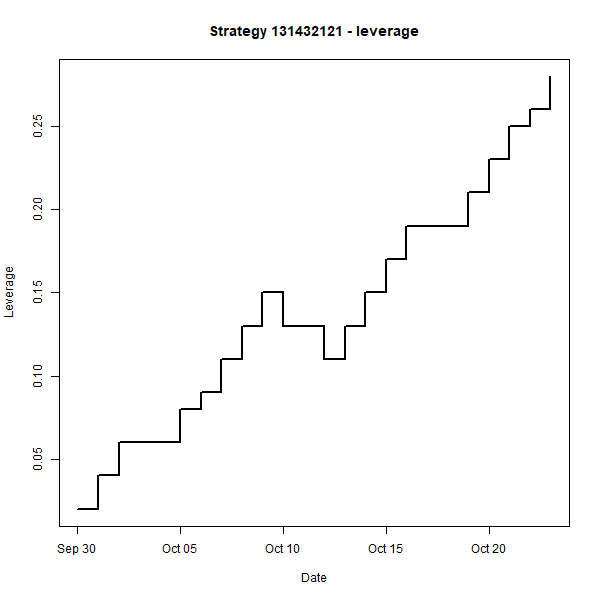 Strategy 131432121 - leverage
Leverage
0.25
0.20
0.15
0.10
0.05
Sep 30 Oct 05 Oct 10 Oct 15 Oct 20
Date